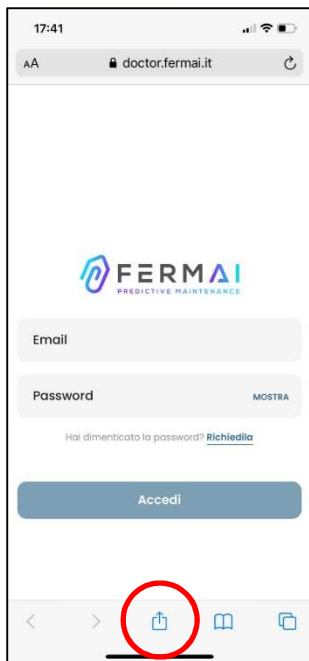 17:41
AA doctor.fermai.it
FERMAI
PREDICTIVE MAINTENANCE
Email
Password MOSTRA
Hai dimenticato la password? Richiedila
Accedi